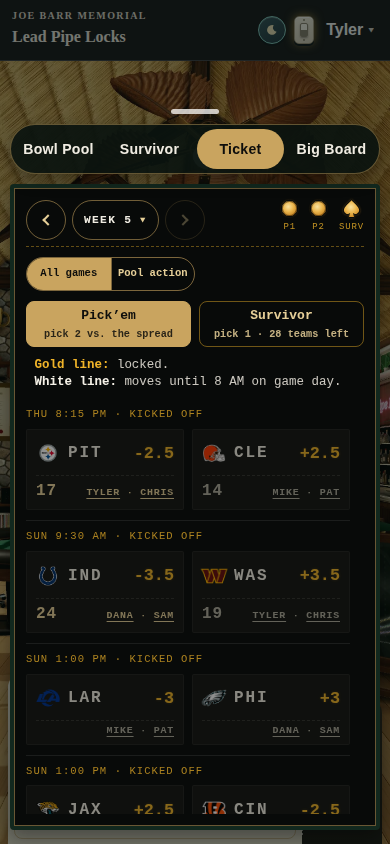 JOE BARR MEMORIAL
Lead Pipe Locks
Tyler
Bowl Pool Survivor Ticket Big Board
WEEK 5
P1 P2 SURV
All games Pool action
Pick’em
pick 2 vs. the spread
Survivor
pick 1 · 28 teams left
Gold line: locked.
White line: moves until 8 AM on game day.
THU 8:15 PM · KICKED OFF
PIT -2.5
17 TYLER · CHRIS
CLE +2.5
14 MIKE · PAT
SUN 9:30 AM · KICKED OFF
IND -3.5
24 DANA · SAM
WAS +3.5
19 TYLER · CHRIS
SUN 1:00 PM · KICKED OFF
LAR -3
MIKE · PAT
PHI +3
DANA · SAM
SUN 1:00 PM · KICKED OFF
JAX +2.5
CIN -2.5